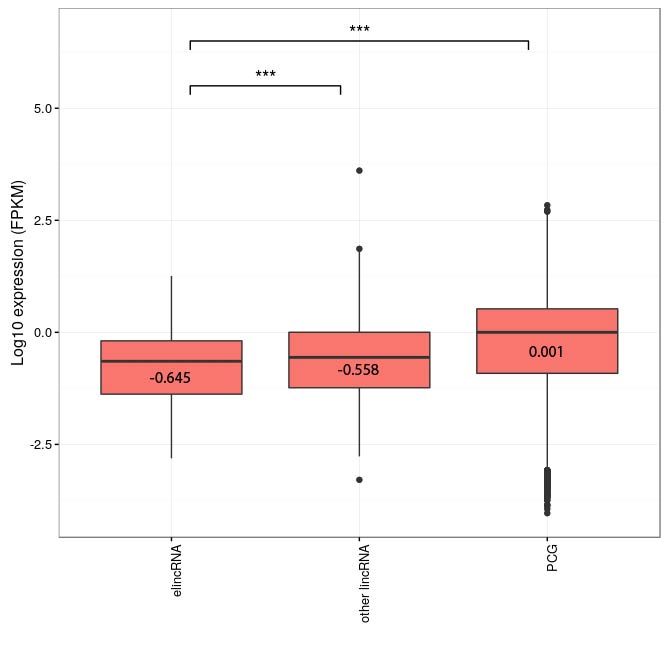 ***
***
5.0
2.5
0.0
-2.5
Log10 expression (FPKM)
-0.645
-0.558
0.001
elincRNA
other lincRNA
PCG